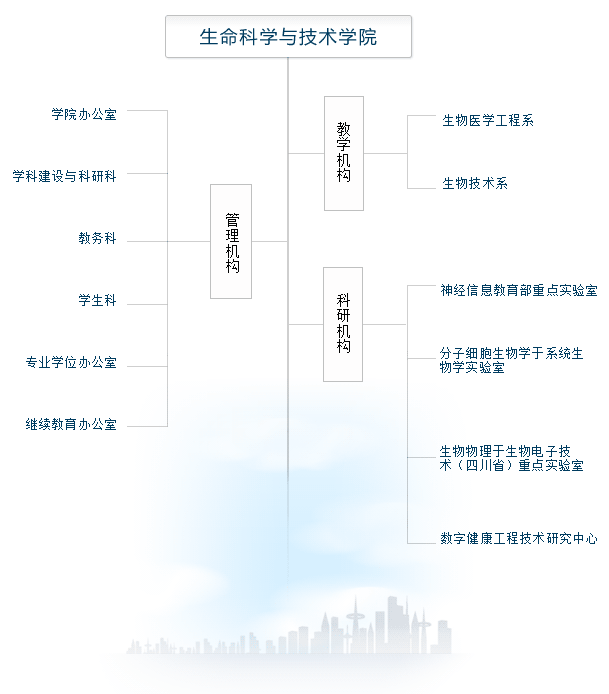 生命科学与技术学院
管理机构
学院办公室
学科建设与科研科
教务科
学生科
专业学位办公室
继续教育办公室
教学机构
生物医学工程系
生物技术系
科研机构
神经信息教育部重点实验室
分子细胞生物学于系统生
物学实验室
生物物理于生物电子技
术（四川省）重点实验室
数字健康工程技术研究中心